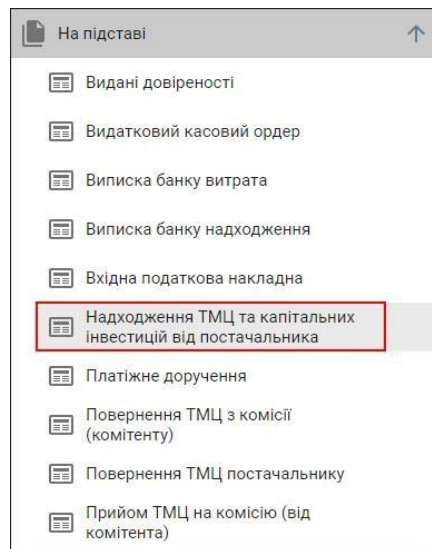 На підставі
Видані довіреності
Видатковий касовий ордер
Виписка банку витрата
Виписка банку надходження
Вхідна податкова накладна
Надходження ТМЦ та капітальних
інвестицій від постачальника
Платіжне доручення
Повернення ТМЦ з комісії
(комітенту)
Повернення ТМЦ постачальнику
Прийом ТМЦ на комісію (від
комітента)